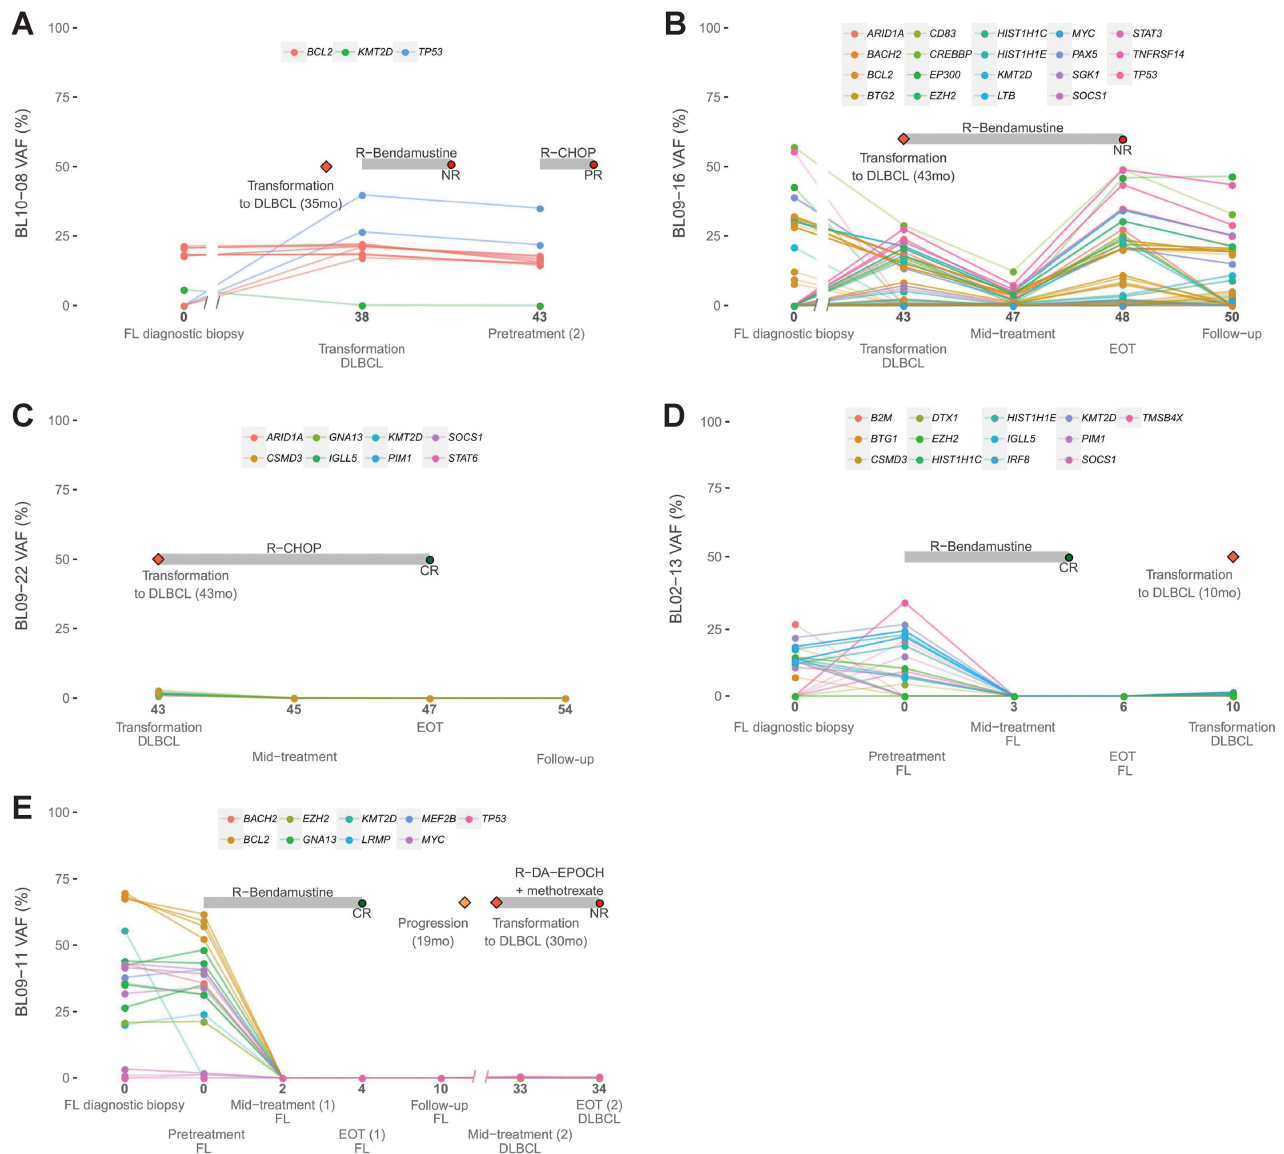 A
BL10−08 VAF (%)
100
75
50
25
0
BCL2 KMT2D TP53
R−Bendamustine
NR
R−CHOP
PR
Transformation
to DLBCL (35mo)
0 38 43
FL diagnostic biopsy
Transformation
DLBCL
Pretreatment (2)
B
BL09−16 VAF (%)
100
75
50
25
0
ARID1A CD83 HIST1H1C MYC STAT3
BACH2 CREBBP HIST1H1E PAX5 TNFRSF14
BCL2 EP300 KMT2D SGK1 TP53
BTG2 EZH2 LTB SOCS1
R−Bendamustine
NR
Transformation
to DLBCL (43mo)
0 43 47 48 50
FL diagnostic biopsy
Transformation
DLBCL
Mid−treatment
EOT
Follow−up
C
BL09−22 VAF (%)
100
75
50
25
0
ARID1A GNA13 KMT2D SOCS1
CSMD3 IGLL5 PIM1 STAT6
R−CHOP
CR
Transformation
to DLBCL (43mo)
43 45 47 54
Transformation
DLBCL
Mid−treatment
EOT
Follow−up
D
BL02−13 VAF (%)
100
75
50
25
0
B2M DTX1 HIST1H1E KMT2D TMSB4X
BTG1 EZH2 IGLL5 PIM1
CSMD3 HIST1H1C IRF8 SOCS1
R−Bendamustine
CR
Transformation
to DLBCL (10mo)
0 0 3 6 10
FL diagnostic biopsy
Pretreatment
FL
Mid−treatment
FL
EOT
FL
Transformation
DLBCL
E
BL09−11 VAF (%)
100
75
50
25
0
BACH2 EZH2 KMT2D MEF2B TP53
BCL2 GNA13 LRMP MYC
R−Bendamustine
CR
Progression
(19mo)
R−DA−EPOCH
+ methotrexate
NR
Transformation
to DLBCL (30mo)
0 0 2 4 10 33 34
FL diagnostic biopsy
Pretreatment
FL
Mid−treatment (1)
FL
EOT (1)
FL
Follow−up
FL
Mid−treatment (2)
DLBCL
EOT (2)
DLBCL